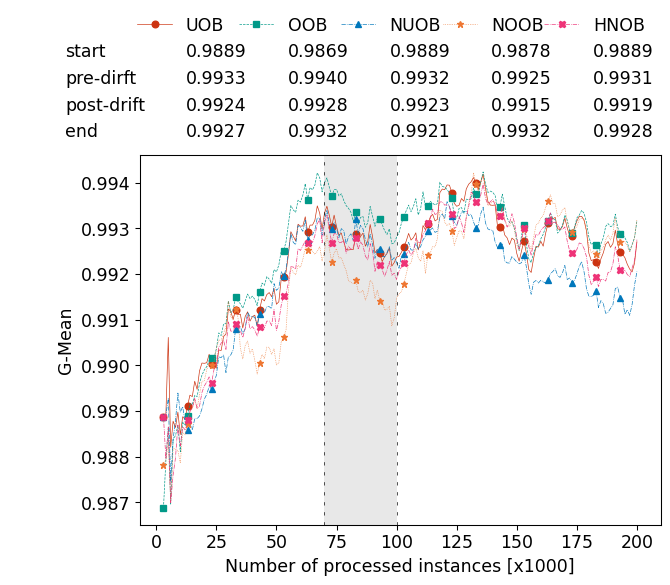 UOB OOB NUOB NOOB HNOB
start 0.9889 0.9869 0.9889 0.9878 0.9889
pre-dirft 0.9933 0.9940 0.9932 0.9925 0.9931
post-drift 0.9924 0.9928 0.9923 0.9915 0.9919
end 0.9927 0.9932 0.9921 0.9932 0.9928
0.994
0.993
0.992
0.991
0.990
0.989
0.988
0.987
G-Mean
0 25 50 75 100 125 150 175 200
Number of processed instances [x1000]